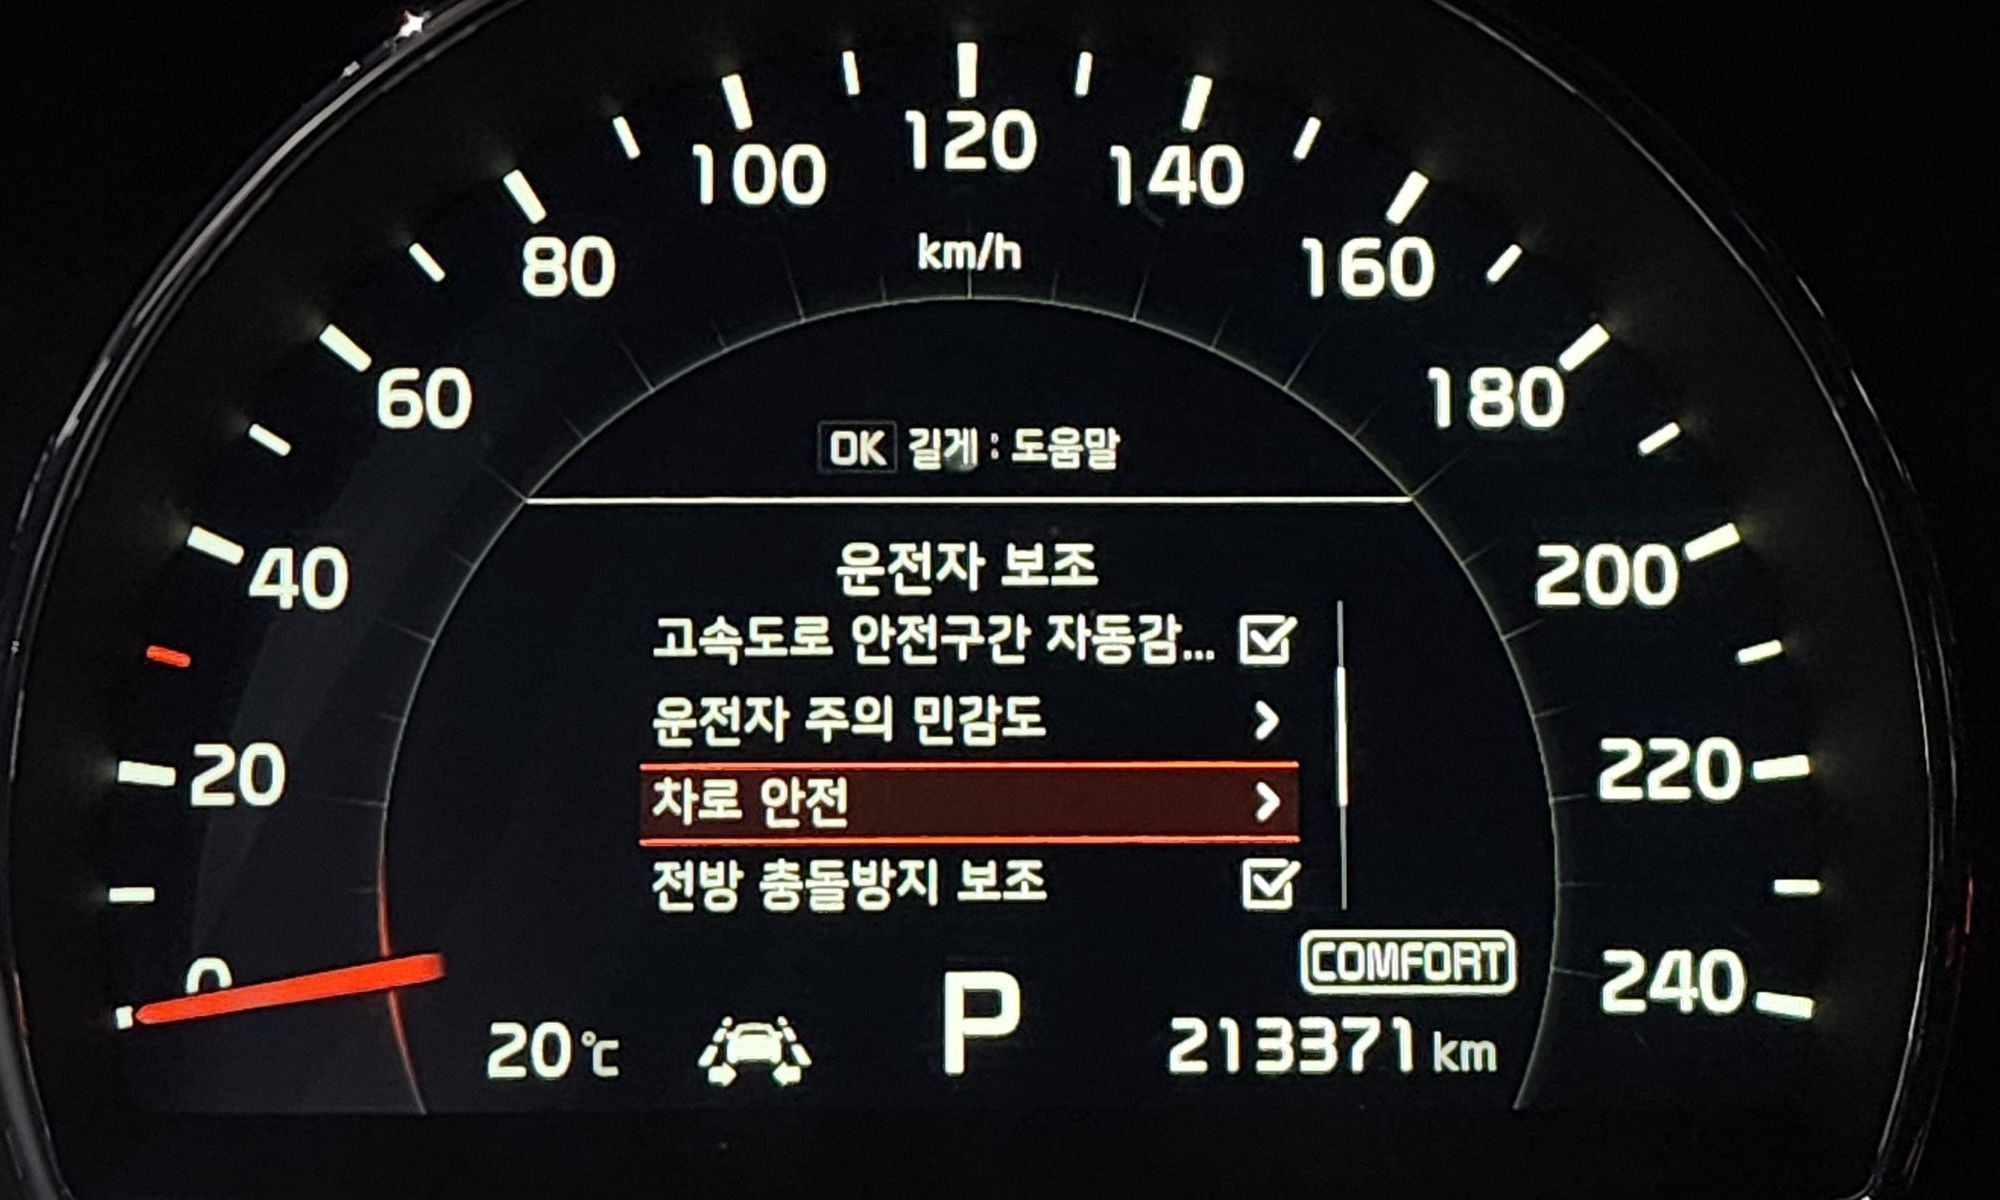 120
100
140
km/h
80
160
60
180
OK 길게 : 도움말
운전자 보조
40
200
고속도로 안전구간 자동감...
운전자 주의 민감도
20
220
차로 안전
전방 충돌방지 보조
COMFORT
0
240
20℃
P
213371 km